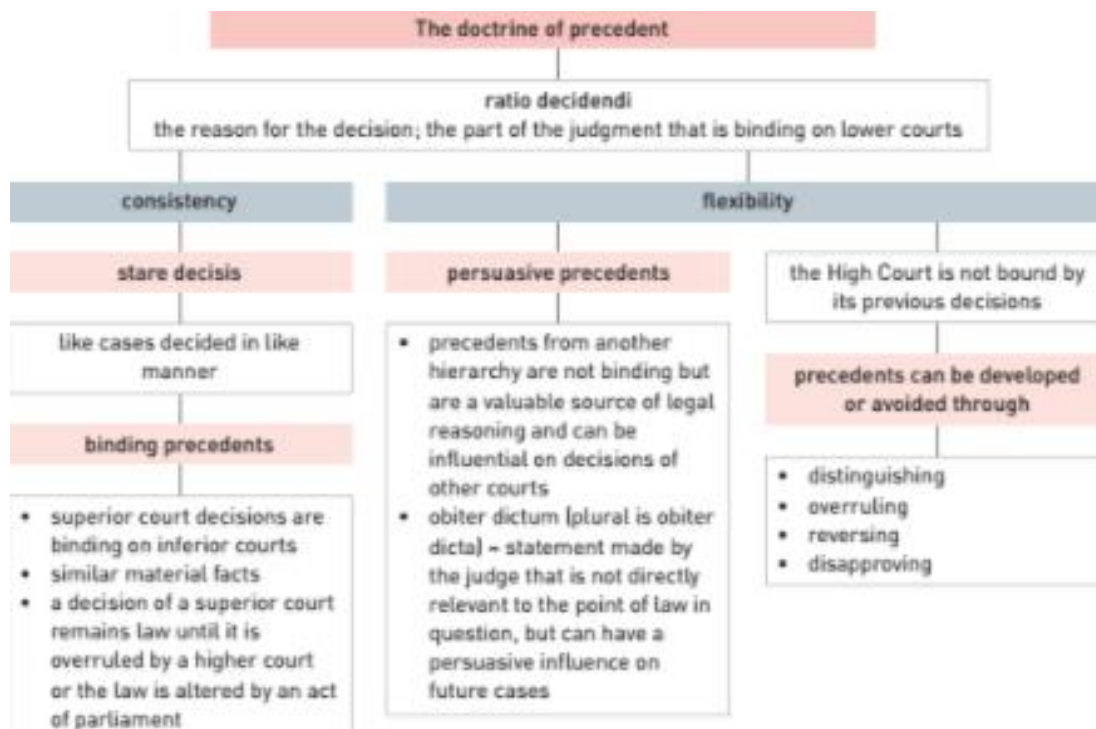 The doctrine of precedent
ratio decidendi
the reason for the decision; the part of the judgment that is binding on lower courts
consistency
stare decisis
like cases decided in like
manner
binding precedents
• superior court decisions are
binding on inferior courts
• similar material facts
• a decision of a superior court
remains law until it is
overruled by a higher court
or the law is altered by an act
of parliament
flexibility
persuasive precedents
• precedents from another
hierarchy are not binding but
are a valuable source of legal
reasoning and can be
influential on decisions of
other courts
• obiter dictum (plural is obiter
dicta) – statement made by
the judge that is not directly
relevant to the point of law in
question, but can have a
persuasive influence on
future cases
the High Court is not bound by
its previous decisions
precedents can be developed
or avoided through
• distinguishing
• overruling
• reversing
• disapproving